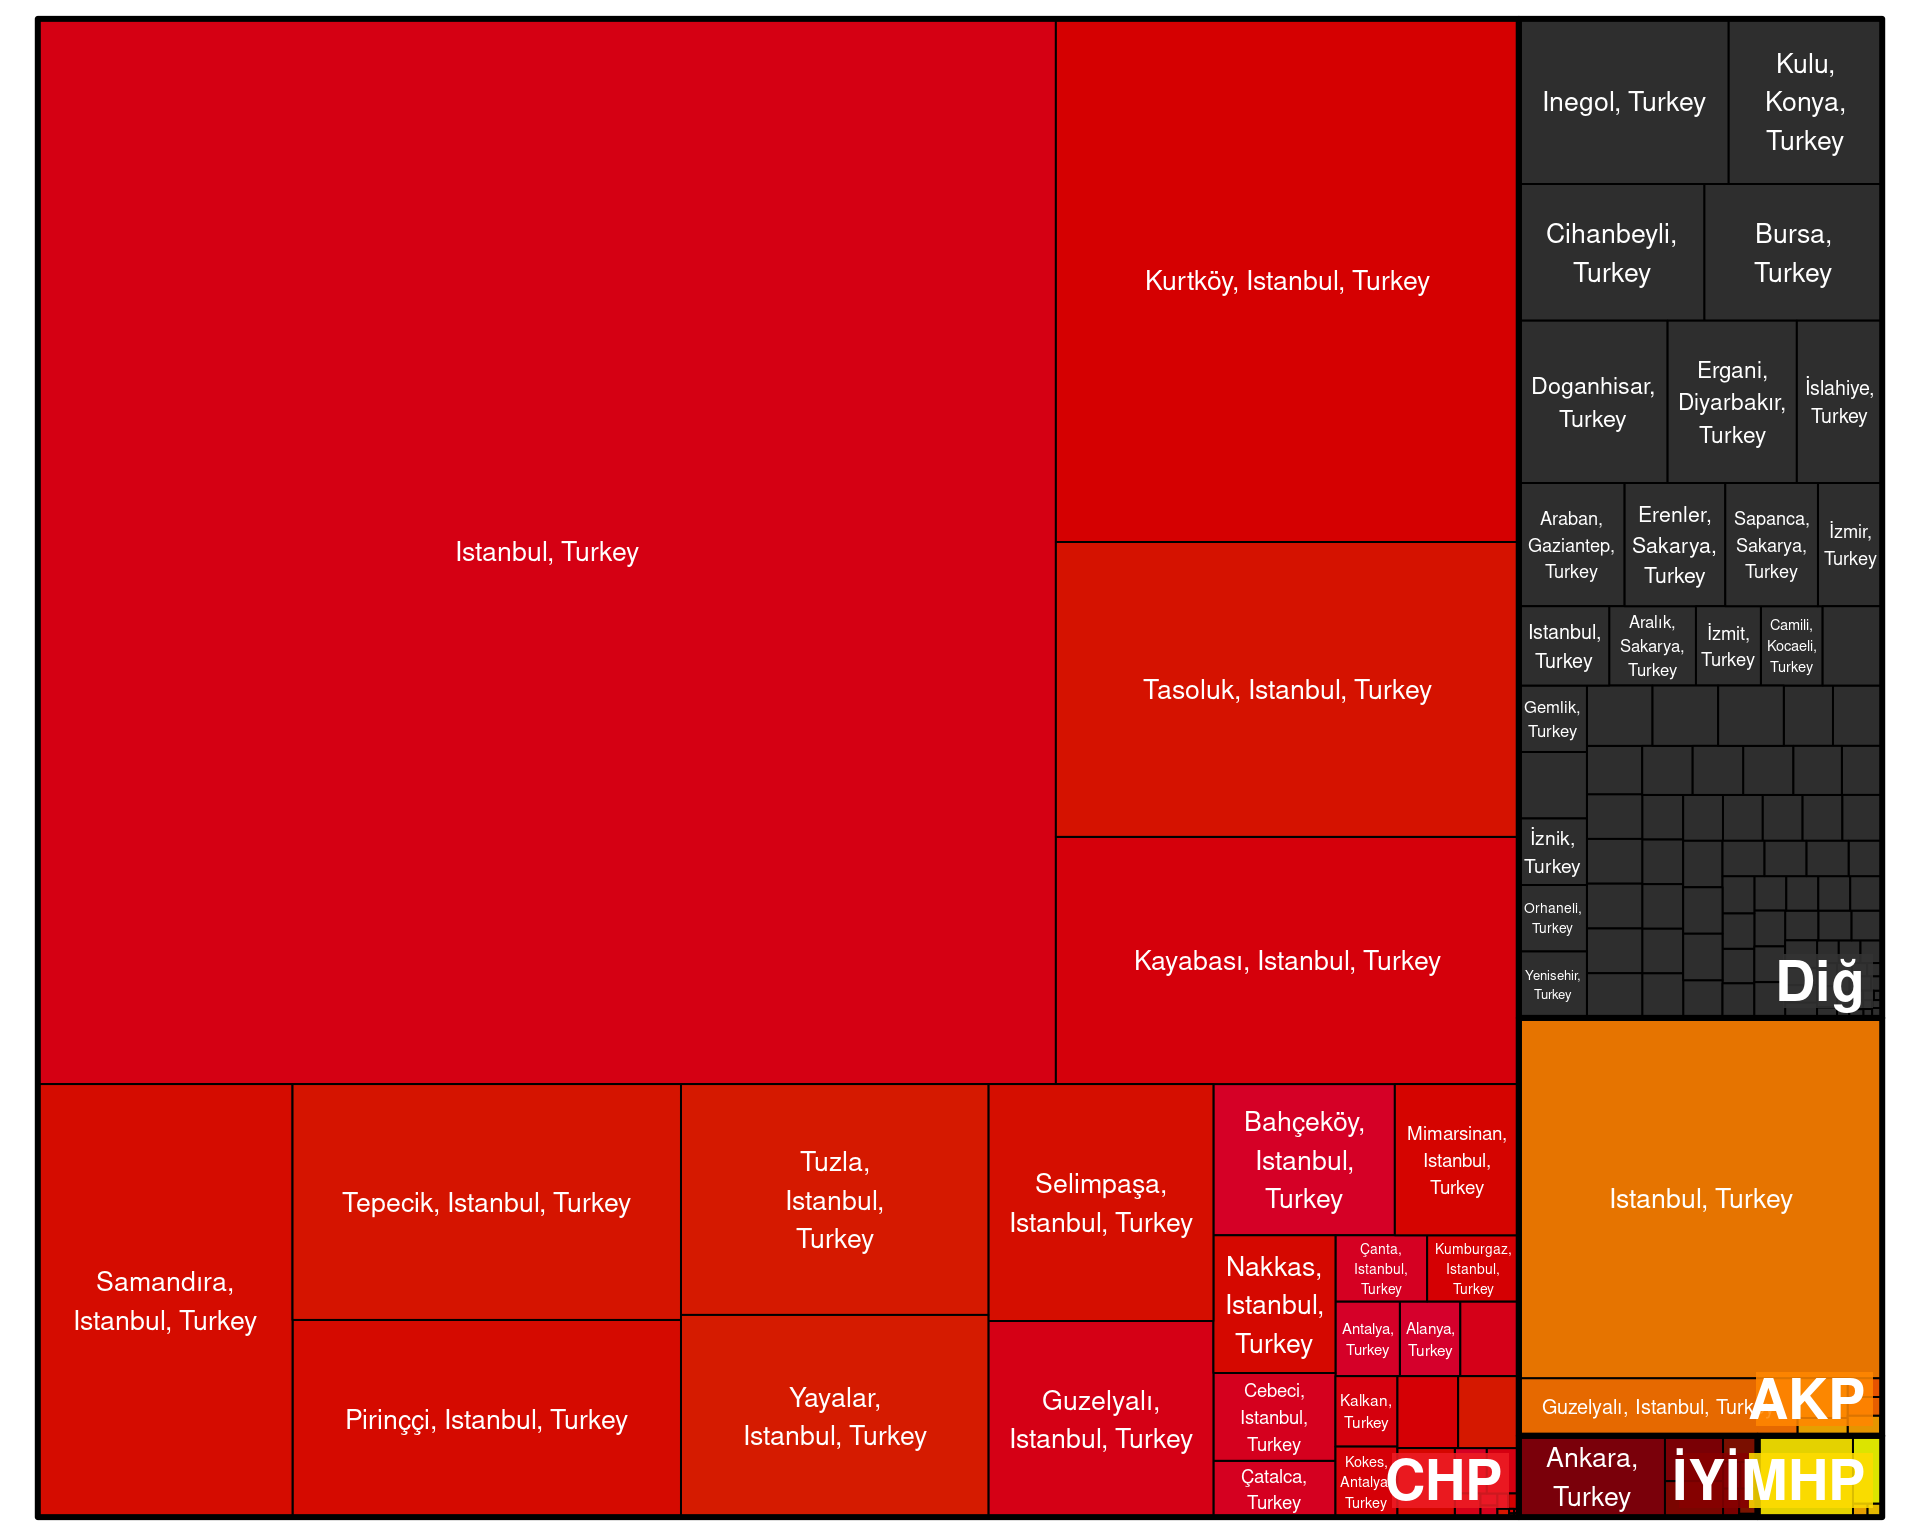 Istanbul, Turkey
Kurtköy, Istanbul, Turkey
Tasoluk, Istanbul, Turkey
Kayabası, Istanbul, Turkey
Samandıra,
Istanbul, Turkey
Tepecik, Istanbul, Turkey
Pirinççi, Istanbul, Turkey
Tuzla,
Istanbul,
Turkey
Yayalar,
Istanbul, Turkey
Selimpaşa,
Istanbul, Turkey
Guzelyalı,
Istanbul, Turkey
Bahçeköy,
Istanbul,
Turkey
Mimarsinan,
Istanbul,
Turkey
Nakkas,
Istanbul,
Turkey
Çanta,
Istanbul,
Turkey
Kumburgaz,
Istanbul,
Turkey
Antalya,
Turkey
Alanya,
Turkey
Cebeci,
Istanbul,
Turkey
Kalkan,
Turkey
Çatalca,
Turkey
Kokes,
Antalya
Turkey
CHP
Inegol, Turkey
Kulu,
Konya,
Turkey
Cihanbeyli,
Turkey
Bursa,
Turkey
Doganhisar,
Turkey
Ergani,
Diyarbakır,
Turkey
İslahiye,
Turkey
Araban,
Gaziantep,
Turkey
Erenler,
Sakarya,
Turkey
Sapanca,
Sakarya,
Turkey
İzmir,
Turkey
Istanbul,
Turkey
Aralık,
Sakarya,
Turkey
İzmit,
Turkey
Camili,
Kocaeli,
Turkey
Gemlik,
Turkey
İznik,
Turkey
Orhaneli,
Turkey
Yenisehir,
Turkey
Diğ
Istanbul, Turkey
Guzelyalı, Istanbul, Turk
AKP
Ankara,
Turkey
İYİ
MHP